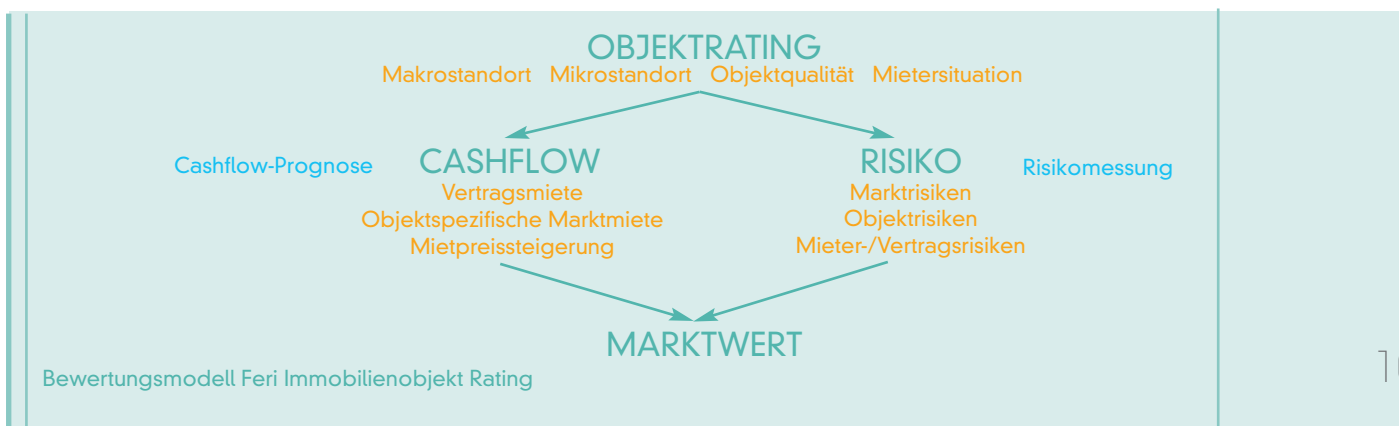 OBJEKTRATING
Makrostandort Mikrostandort Objektqualität Mietersituation
Cashflow-Prognose CASHFLOW RISIKO Risikomessung
Vertragsmiete Marktrisiken
Objektspezifische Marktmiete Objektrisiken
Mietpreissteigerung Mieter-/Vertragsrisiken
MARKTWERT
Bewertungsmodell Feri Immobilienobjekt Rating